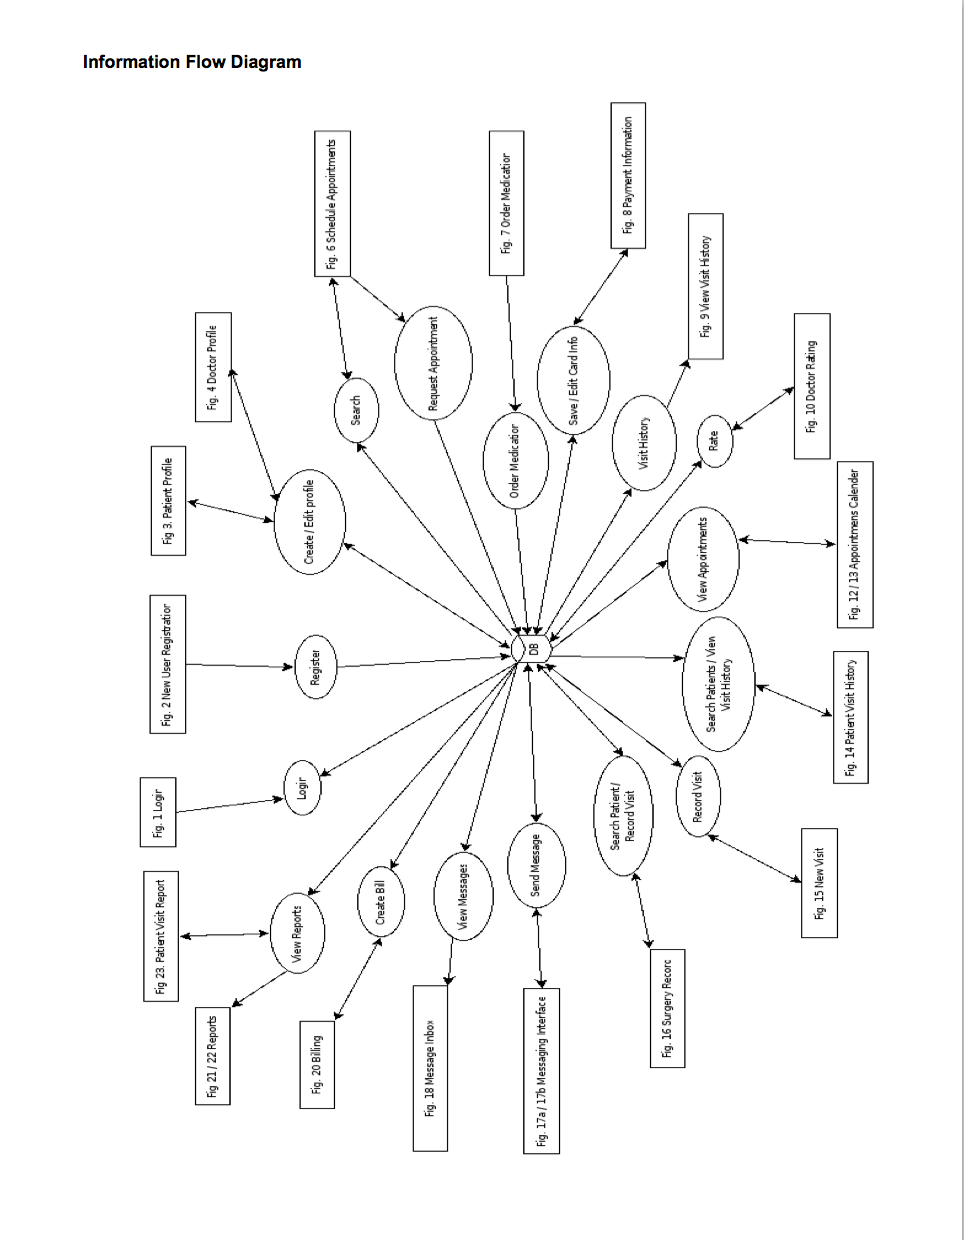 Information Flow Diagram
Fig. 8 Payment Information
Fig. 6 Schedule Appointments
Fig. 7 Order Medication
Fig. 9 View Visit History
Fig. 4 Doctor Profile
Request Appointment
Save / Edit Card Info
Fig. 10 Doctor Rating
Search
Visit History
Rate
Fig 3. Patient Profile
Order Medication
Create / Edit profile
View Appointments
Fig. 12 / 13 Appointmens Calender
Fig. 2 New User Registration
Register
DB
Search Patients / View
Visit History
Fig. 14 Patient Visit History
Fig. 1 Login
Login
Search Patient /
Record Visit
Record Visit
Fig 23. Patient Visit Report
View Reports
Create Bill
View Messages
Send Message
Fig. 15 New Visit
Fig 21 / 22 Reports
Fig. 20 Billing
Fig. 18 Message Inbox
Fig. 17a / 17b Messaging Interface
Fig. 16 Surgery Record